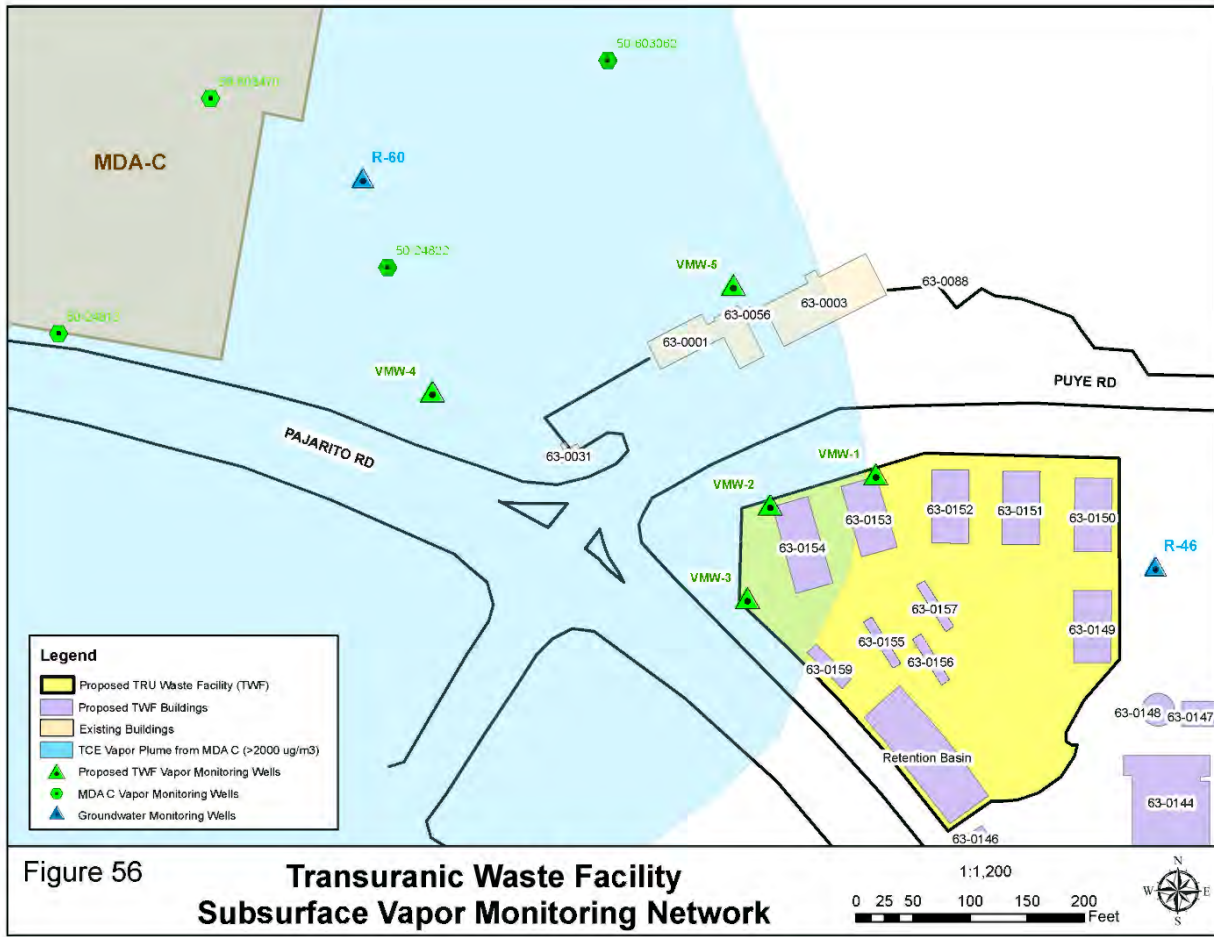 50-603062
MDA-C
R-60
50-24822
VMW-5
63-0088
63-0003
63-0056
63-0001
VMW-4
PUYE RD
PAJARITO RD
63-0031
VMW-1
VMW-2
63-0153
63-0152
63-0151
63-0150
63-0154
R-46
VMW-3
63-0157
63-0149
63-0155
63-0156
63-0159
63-0148
63-0147
Retention Basin
63-0144
63-0146
Legend
Proposed TRU Waste Facility (TWF)
Proposed TWF Buildings
Existing Buildings
TCE Vapor Plume from MDA C (>2000 ug/m3)
Proposed TWF Vapor Monitoring Wells
MDA C Vapor Monitoring Wells
Groundwater Monitoring Wells
Figure 56
Transuranic Waste Facility
Subsurface Vapor Monitoring Network
1:1,200
0 25 50 100 150 200
Feet
N
W E
S